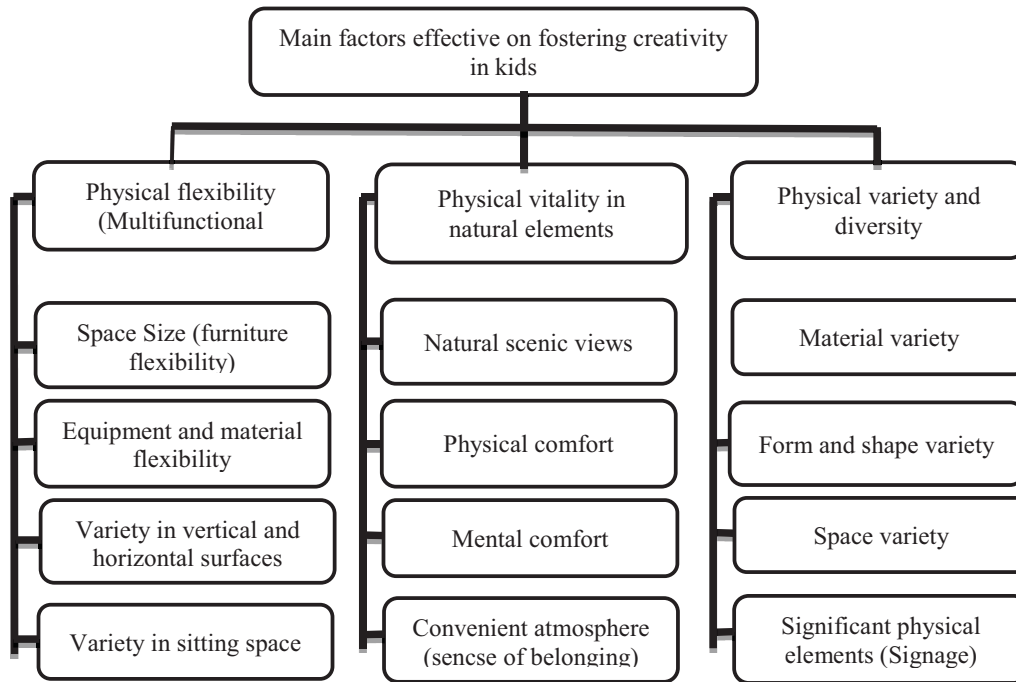 Main factors effective on fostering creativity
in kids
Physical flexibility
(Multifunctional
Space Size (furniture
flexibility)
Equipment and material
flexibility
Variety in vertical and
horizontal surfaces
Variety in sitting space
Physical vitality in
natural elements
Natural scenic views
Physical comfort
Mental comfort
Convenient atmosphere
(sencse of belonging)
Physical variety and
diversity
Material variety
Form and shape variety
Space variety
Significant physical
elements (Signage)